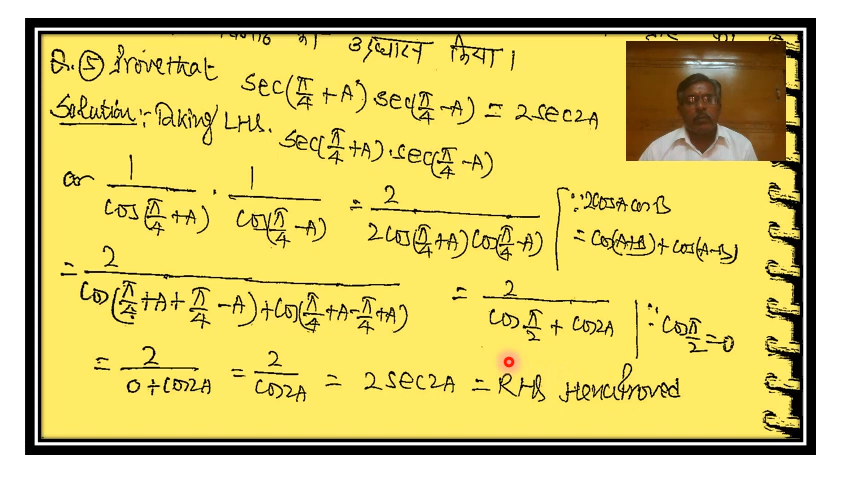 उद्घाटन किया।
Q. ⑤ Prove that sec(π/4 + A) . sec(π/4 - A) = 2sec2A
Solution :- Taking LHS. sec(π/4 + A) . sec(π/4 - A)
or 1/cos(π/4 + A) . 1/cos(π/4 - A) = 2/2cos(π/4 + A)cos(π/4 - A) ∵ 2cosA cosB
= cos(A+B) + cos(A-B)
= 2/cos(π/4 + A + π/4 - A) + cos(π/4 + A - π/4 + A) = 2/cos π/2 + cos2A ∵ cos π/2 = 0
= 2/0 + cos2A = 2/cos2A = 2sec2A = RHS Hence Proved